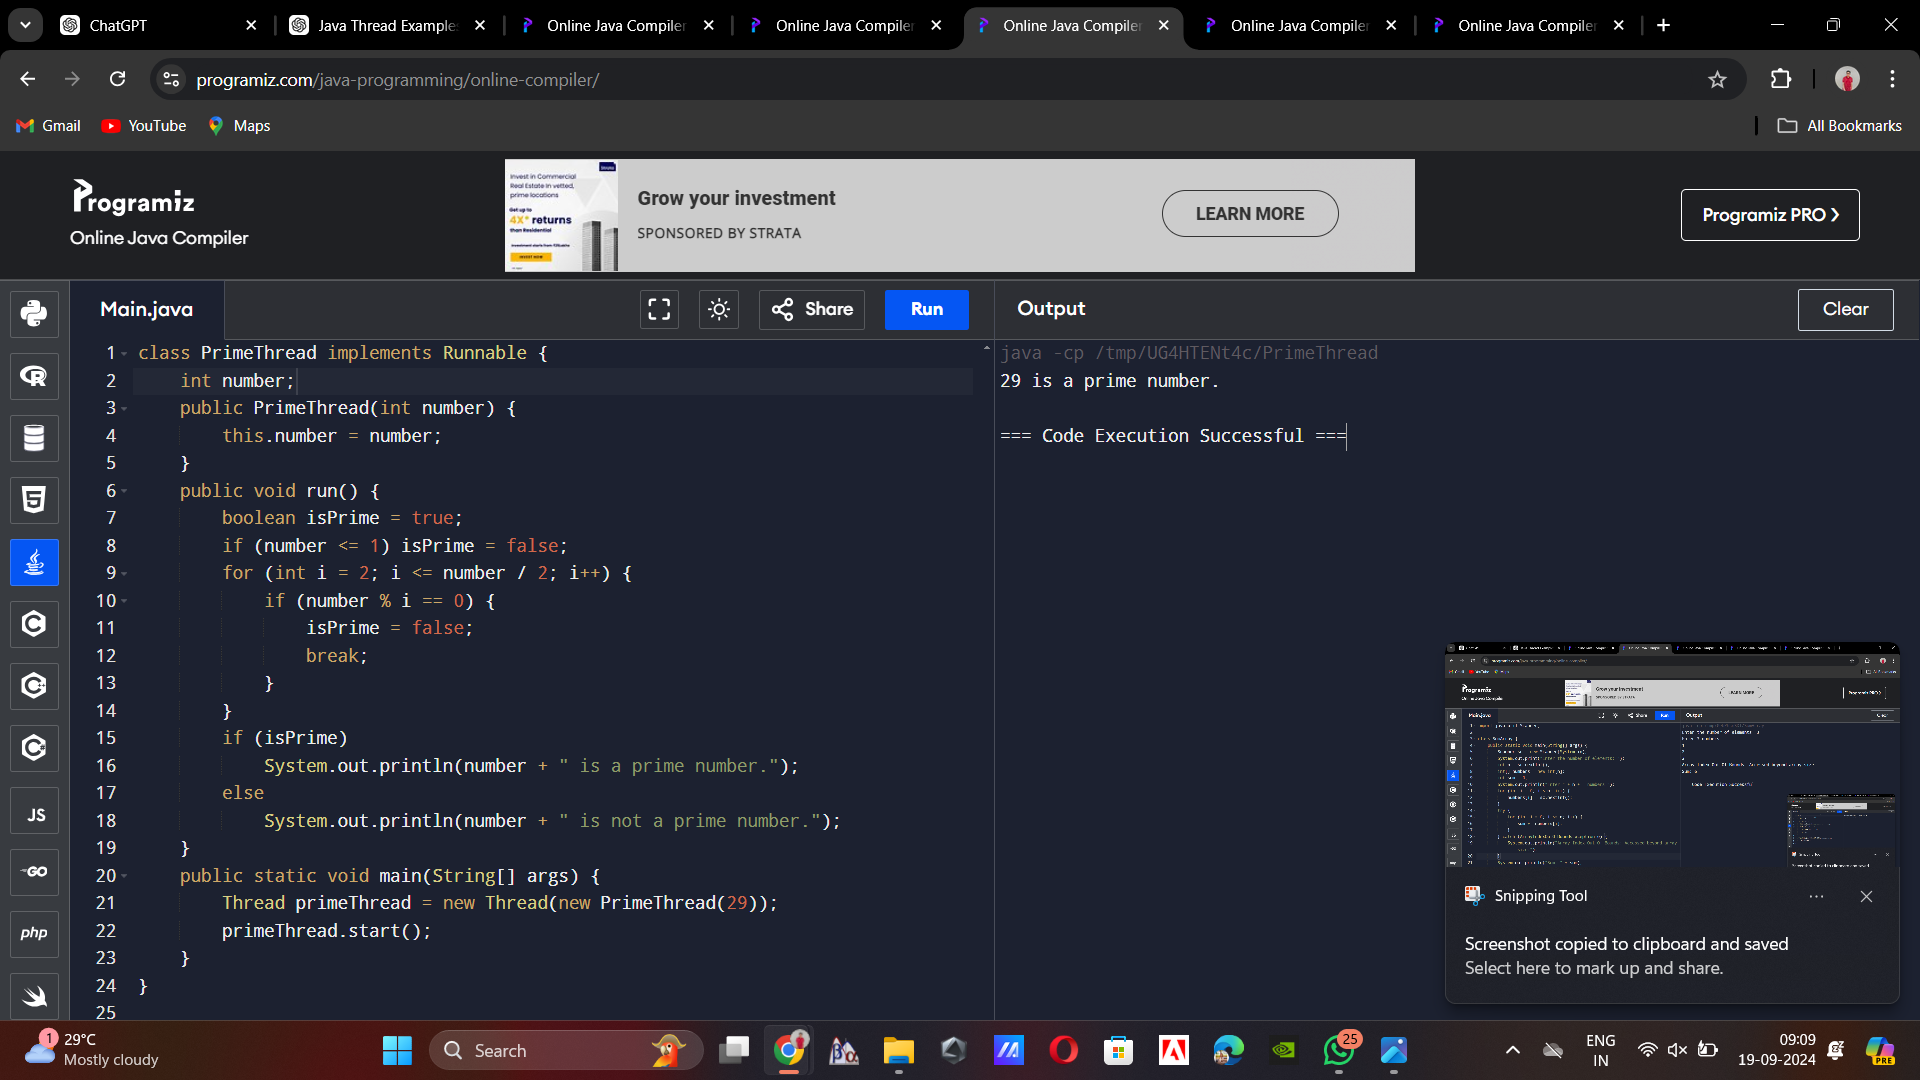 ChatGPT
Java Thread Example
Online Java Compiler
Online Java Compiler
Online Java Compiler
Online Java Compiler
Online Java Compiler
programiz.com/java-programming/online-compiler/
Gmail
YouTube
Maps
All Bookmarks
Programiz
Online Java Compiler
Invest in Commercial
Real Estate in vetted,
prime locations
Get up to
4X* returns
than Residential
INVEST NOW
Grow your investment
SPONSORED BY STRATA
LEARN MORE
Programiz PRO
Main.java
Share
Run
Output
Clear
1 class PrimeThread implements Runnable {
2 int number;
3 public PrimeThread(int number) {
4 this.number = number;
5 }
6 public void run() {
7 boolean isPrime = true;
8 if (number <= 1) isPrime = false;
9 for (int i = 2; i <= number / 2; i++) {
10 if (number % i == 0) {
11 isPrime = false;
12 break;
13 }
14 }
15 if (isPrime)
16 System.out.println(number + " is a prime number.");
17 else
18 System.out.println(number + " is not a prime number.");
19 }
20 public static void main(String[] args) {
21 Thread primeThread = new Thread(new PrimeThread(29));
22 primeThread.start();
23 }
24 }
25
java -cp /tmp/UG4HTENt4c/PrimeThread
29 is a prime number.
=== Code Execution Successful ===
R
5
C
C
C
JS
GO
php
Snipping Tool
Screenshot copied to clipboard and saved
Select here to mark up and share.
1
29°C
Mostly cloudy
Search
25
ENG
IN
09:09
19-09-2024
PRE